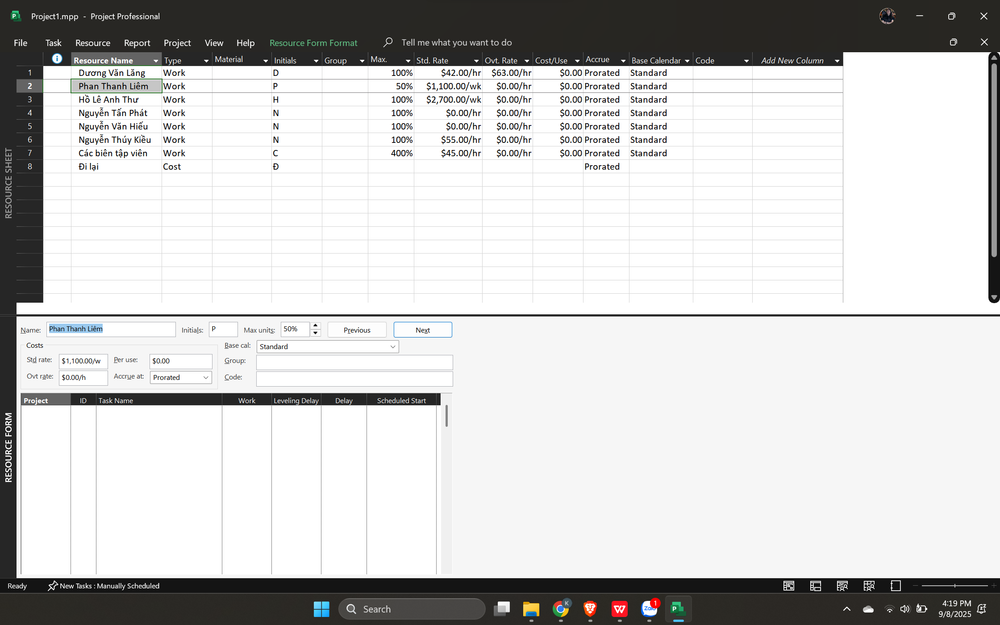 Project1.mpp - Project Professional
File Task Resource Report Project View Help Resource Form Format Tell me what you want to do
Resource Name Type Material Initials Group Max. Std. Rate Ovt. Rate Cost/Use Accrue Base Calendar Code Add New Column
1 Dương Văn Lăng Work D 100% $42.00/hr $63.00/hr $0.00 Prorated Standard
2 Phan Thanh Liêm Work P 50% $1,100.00/wk $0.00/hr $0.00 Prorated Standard
3 Hồ Lê Anh Thư Work H 100% $2,700.00/wk $0.00/hr $0.00 Prorated Standard
4 Nguyễn Tấn Phát Work N 100% $0.00/hr $0.00/hr $0.00 Prorated Standard
5 Nguyễn Văn Hiếu Work N 100% $0.00/hr $0.00/hr $0.00 Prorated Standard
6 Nguyễn Thúy Kiều Work N 100% $55.00/hr $0.00/hr $0.00 Prorated Standard
7 Các biên tập viên Work C 400% $45.00/hr $0.00/hr $0.00 Prorated Standard
8 Đi lại Cost Đ Prorated
RESOURCE SHEET
Name: Phan Thanh Liêm Initials: P Max units: 50% Previous Next
Costs Base cal: Standard
Std rate: $1,100.00/w Per use: $0.00 Group:
Ovt rate: $0.00/h Accrue at: Prorated Code:
Project ID Task Name Work Leveling Delay Delay Scheduled Start
RESOURCE FORM
Ready New Tasks : Manually Scheduled
Search K Zalo 1 4:19 PM
9/8/2025